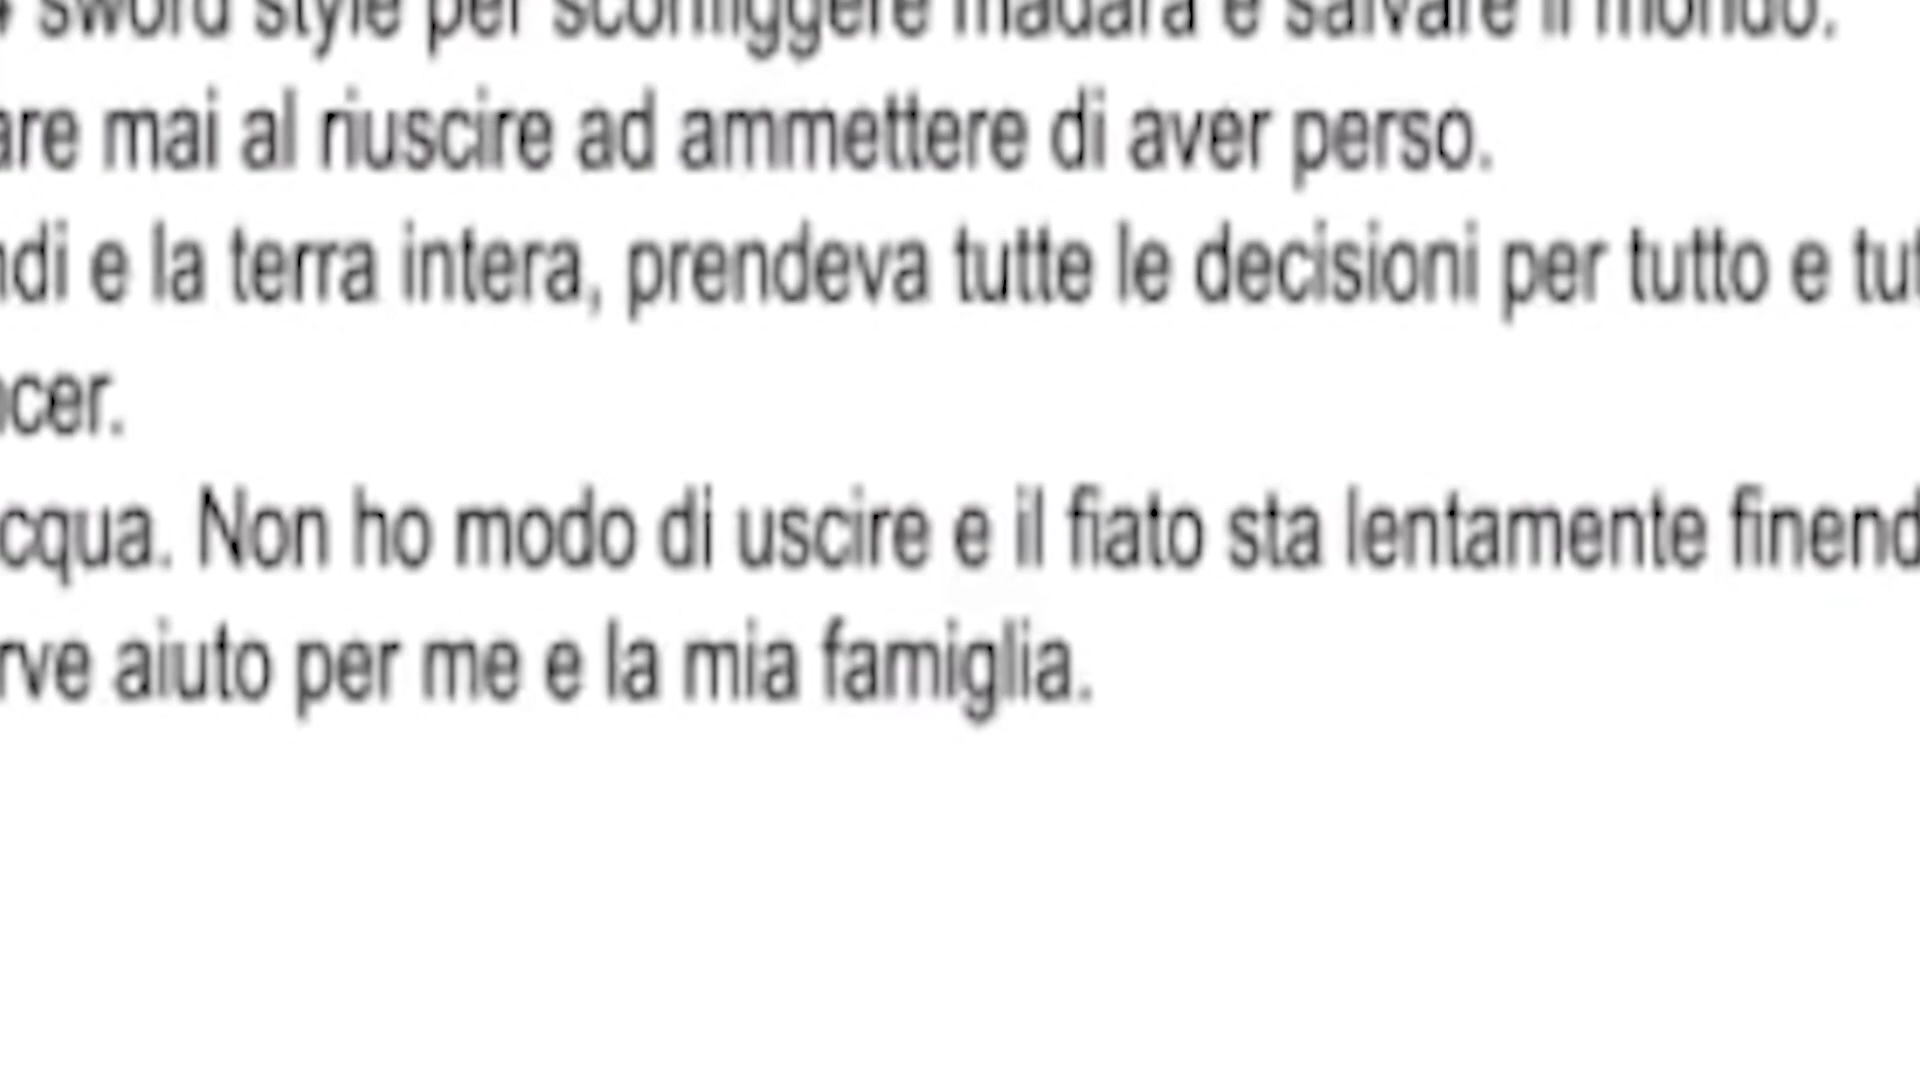 sword style per sconfiggere madara e salvare il mondo.
are mai al riuscire ad ammettere di aver perso.
ndi e la terra intera, prendeva tutte le decisioni per tutto e tut
ncer.
cqua. Non ho modo di uscire e il fiato sta lentamente finend
rve aiuto per me e la mia famiglia.